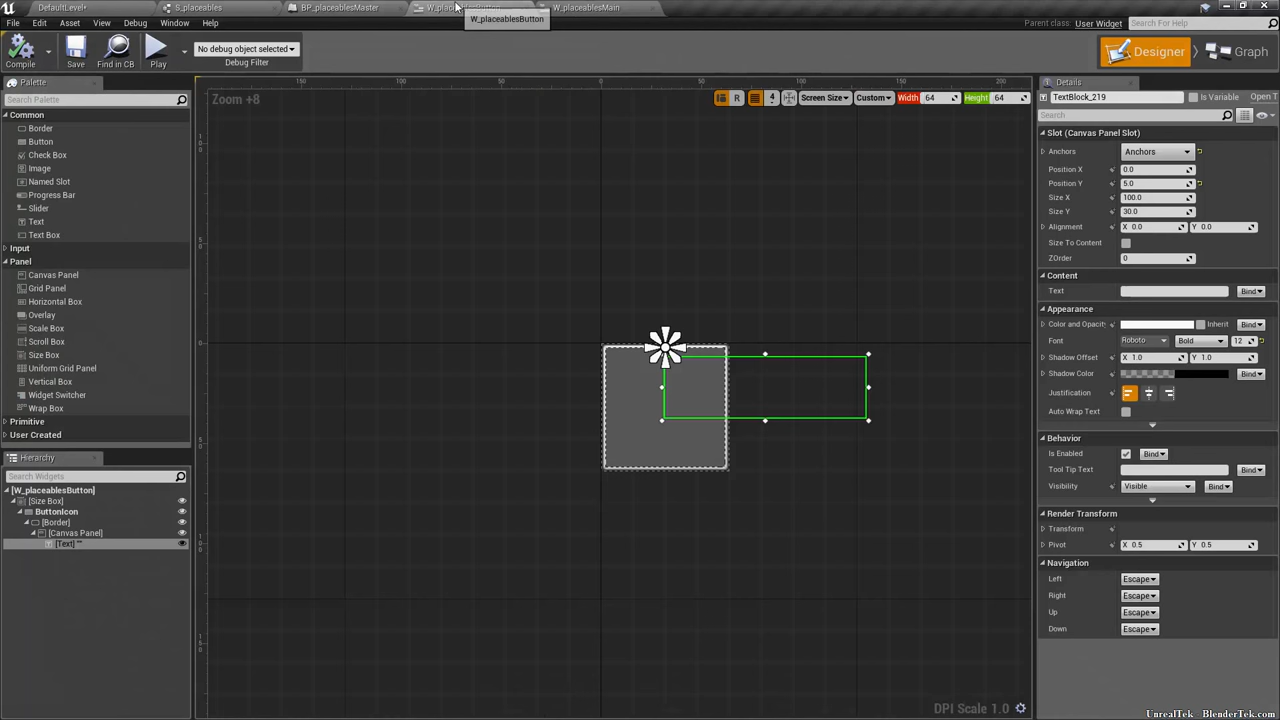 DefaultLevel* S_placeables BP_placeablesMaster W_placeablesButton W_placeablesMain
W_placeablesButton
File Edit Asset View Debug Window Help Parent class: User Widget Search For Help
Compile Save Find in CB Play No debug object selected Debug Filter Designer Graph
Palette
Search Palette
Common
Border
Button
Check Box
Image
Named Slot
Progress Bar
Slider
Text
Text Box
Input
Panel
Canvas Panel
Grid Panel
Horizontal Box
Overlay
Scale Box
Scroll Box
Size Box
Uniform Grid Panel
Vertical Box
Widget Switcher
Wrap Box
Primitive
User Created
Hierarchy
Search Widgets
[W_placeablesButton]
[Size Box]
ButtonIcon
[Border]
[Canvas Panel]
[Text] ""
150 100 50 0 50 100 150 200
Zoom +8 R 4 Screen Size Custom Width 64 Height 64
DPI Scale 1.0
Details
TextBlock_219 Is Variable Open T
Search
Slot (Canvas Panel Slot)
Anchors Anchors
Position X 0.0
Position Y 5.0
Size X 100.0
Size Y 30.0
Alignment X 0.0 Y 0.0
Size To Content
ZOrder 0
Content
Text Bind
Appearance
Color and Opacity Inherit Bind
Font Roboto Bold 12
Shadow Offset X 1.0 Y 1.0
Shadow Color Bind
Justification
Auto Wrap Text
Behavior
Is Enabled Bind
Tool Tip Text Bind
Visibility Visible Bind
Render Transform
Transform
Pivot X 0.5 Y 0.5
Navigation
Left Escape
Right Escape
Up Escape
Down Escape
UnrealTek - BlenderTek.com